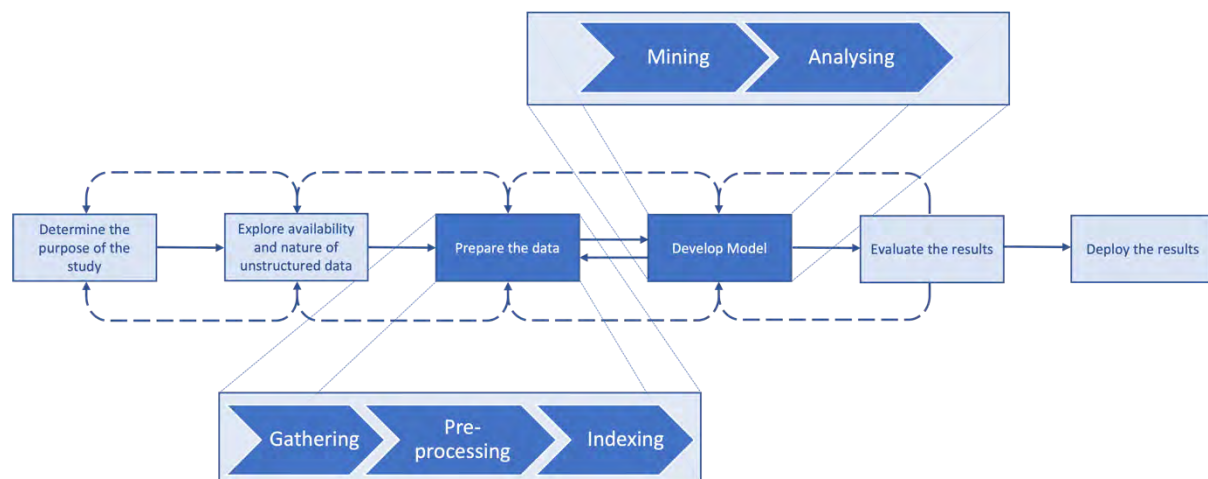 Mining
Analysing
Determine the
purpose of the
study
Explore availability
and nature of
unstructured data
Prepare the data
Develop Model
Evaluate the results
Deploy the results
Gathering
Pre-
processing
Indexing